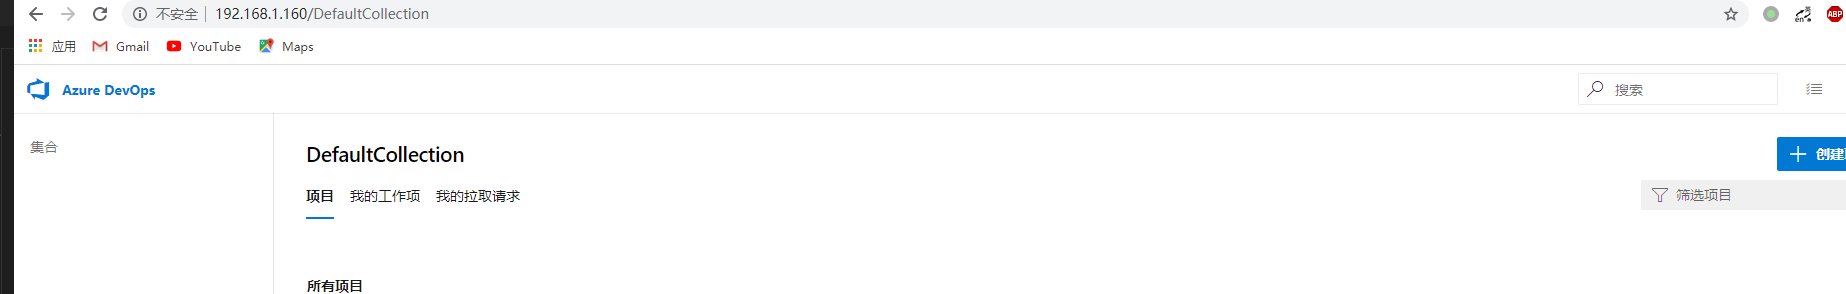 不安全 192.168.1.160/DefaultCollection
英
en
ABP
应用 Gmail YouTube Maps
Azure DevOps 搜索
集合
DefaultCollection
创建
项目 我的工作项 我的拉取请求
筛选项目
所有项目